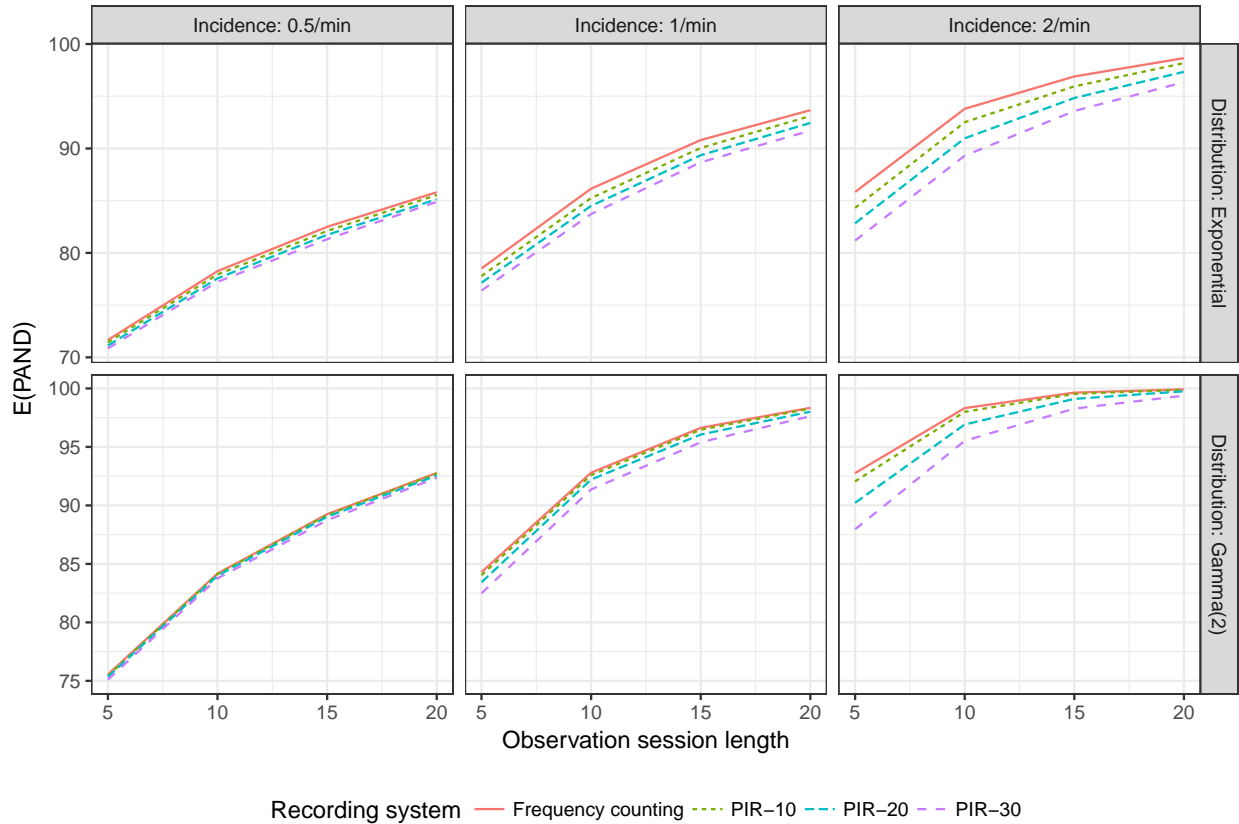 Incidence: 0.5/min Incidence: 1/min Incidence: 2/min
100
90
80
70
Distribution: Exponential
E(PAND)
100
95
90
85
80
75
Distribution: Gamma(2)
5 10 15 20 5 10 15 20 5 10 15 20
Observation session length
Recording system Frequency counting PIR−10 PIR−20 PIR−30